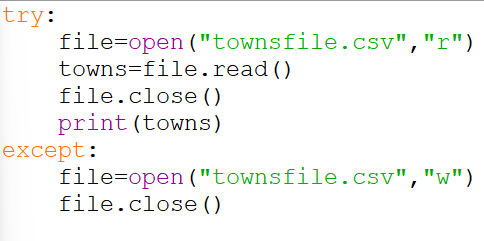 try:
    file=open("townsfile.csv","r")
    towns=file.read()
    file.close()
    print(towns)
except:
    file=open("townsfile.csv","w")
    file.close()